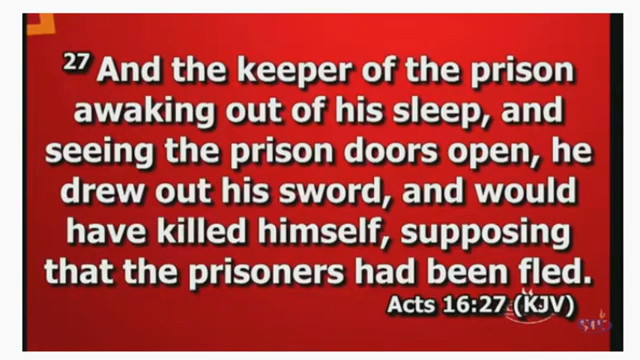 27 And the keeper of the prison
awaking out of his sleep, and
seeing the prison doors open, he
drew out his sword, and would
have killed himself, supposing
that the prisoners had been fled.
Acts 16:27 (KJV)